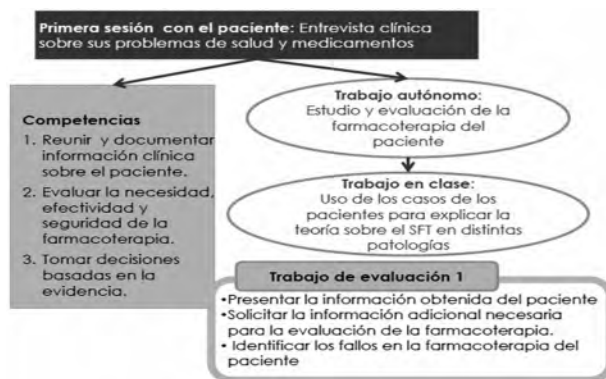 Primera sesión con el paciente: Entrevista clínica
sobre sus problemas de salud y medicamentos
Competencias
1. Reunir y documentar
información clínica
sobre el paciente.
2. Evaluar la necesidad,
efectividad y
seguridad de la
farmacoterapia.
3. Tomar decisiones
basadas en la
evidencia.
Trabajo autónomo:
Estudio y evaluación de la
farmacoterapia del
paciente
Trabajo en clase:
Uso de los casos de los
pacientes para explicar la
teoría sobre el SFT en distintas
patologías
Trabajo de evaluación 1
•Presentar la información obtenida del paciente
•Solicitar la información adicional necesaria
para la evaluación de la farmacoterapia.
• Identificar los fallos en la farmacoterapia del
paciente